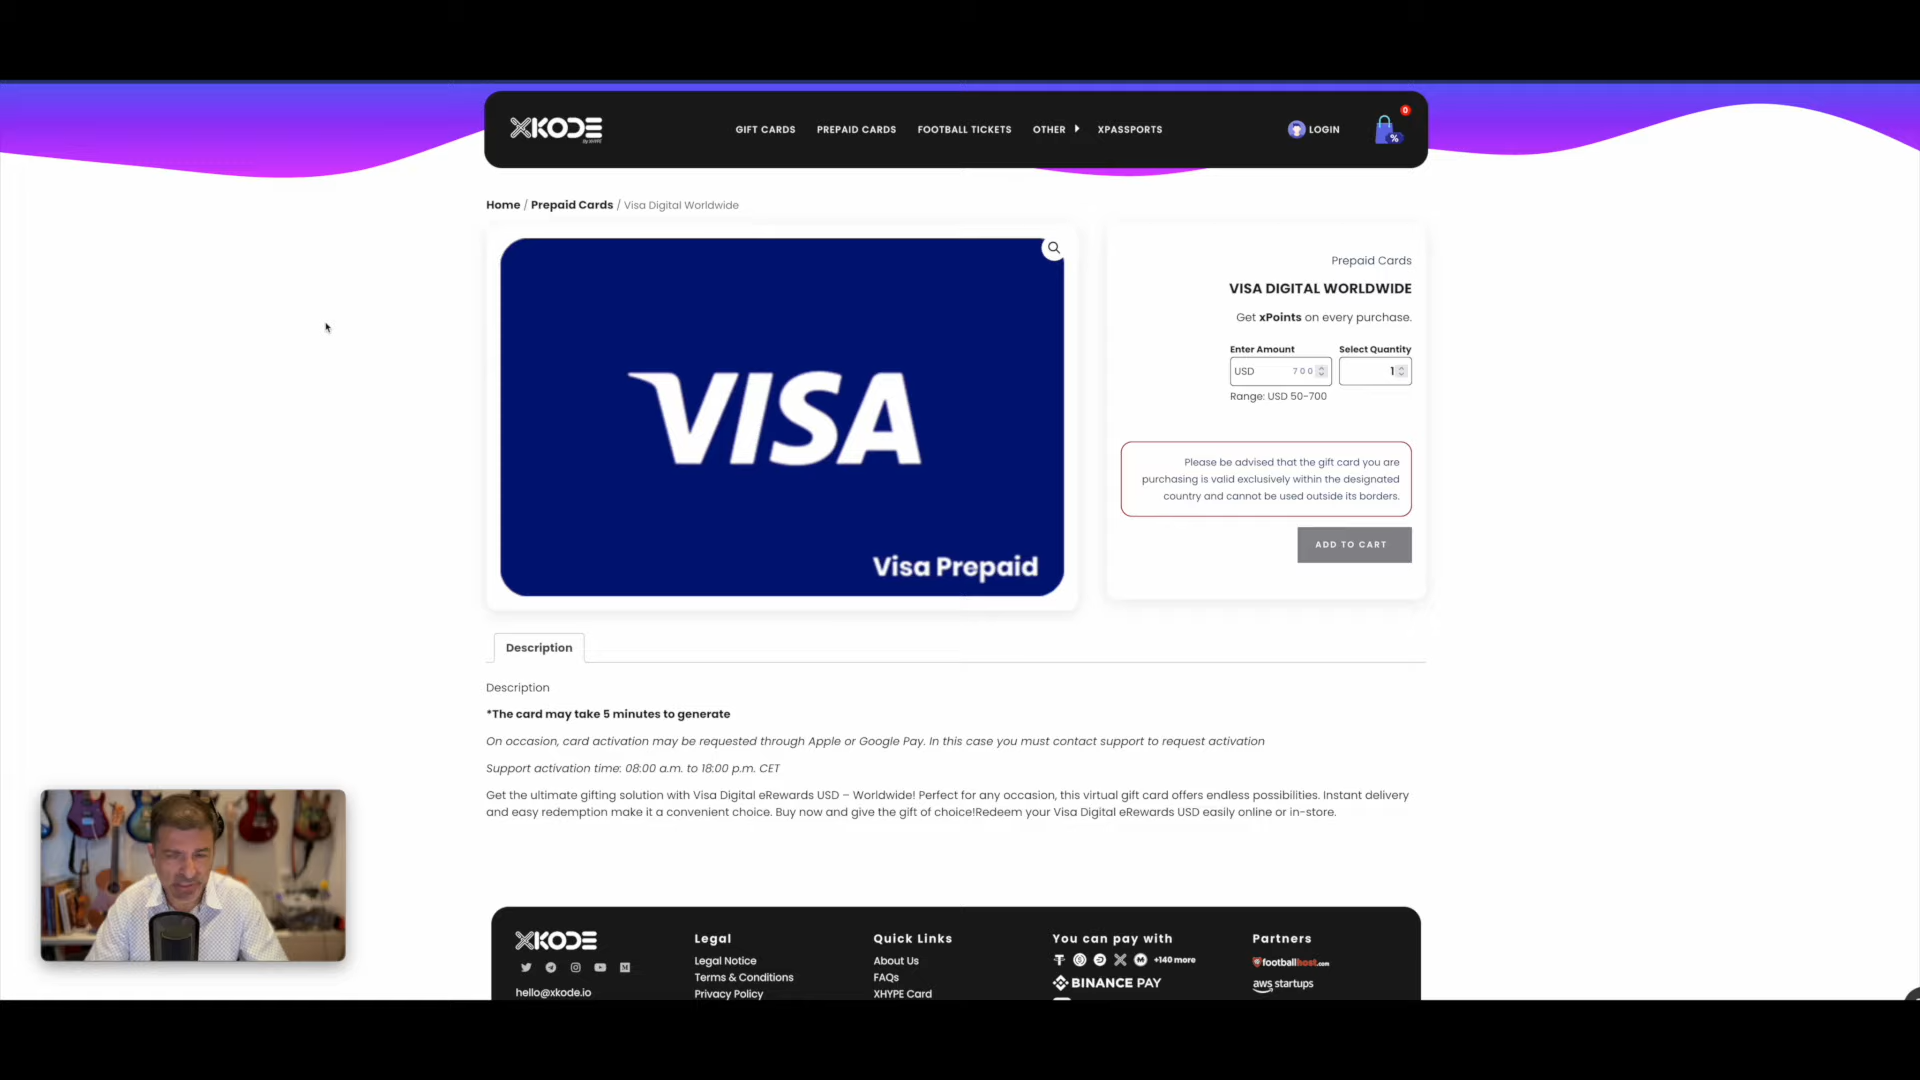 XKODE
by XHYPE
GIFT CARDS
PREPAID CARDS
FOOTBALL TICKETS
OTHER
XPASSPORTS
LOGIN
0
%
Home / Prepaid Cards / Visa Digital Worldwide
VISA
Visa Prepaid
Prepaid Cards
VISA DIGITAL WORLDWIDE
Get xPoints on every purchase.
Enter Amount
Select Quantity
USD
700
1
Range: USD 50-700
Please be advised that the gift card you are
purchasing is valid exclusively within the designated
country and cannot be used outside its borders.
ADD TO CART
Description
Description
*The card may take 5 minutes to generate
On occasion, card activation may be requested through Apple or Google Pay. In this case you must contact support to request activation
Support activation time: 08:00 a.m. to 18:00 p.m. CET
Get the ultimate gifting solution with Visa Digital eRewards USD – Worldwide! Perfect for any occasion, this virtual gift card offers endless possibilities. Instant delivery
and easy redemption make it a convenient choice. Buy now and give the gift of choice!Redeem your Visa Digital eRewards USD easily online or in-store.
XKODE
hello@xkode.io
Legal
Legal Notice
Terms & Conditions
Privacy Policy
Quick Links
About Us
FAQs
XHYPE Card
You can pay with
+140 more
BINANCE PAY
Partners
footballhost.com
aws startups